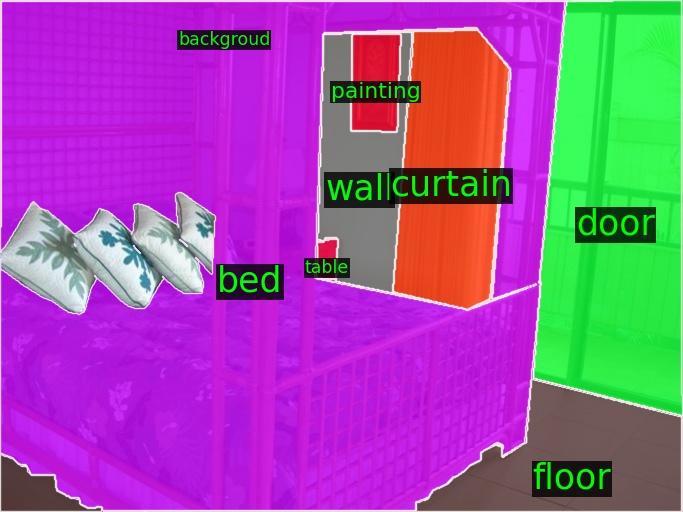 backgroud
painting
wall
curtain
door
table
bed
floor